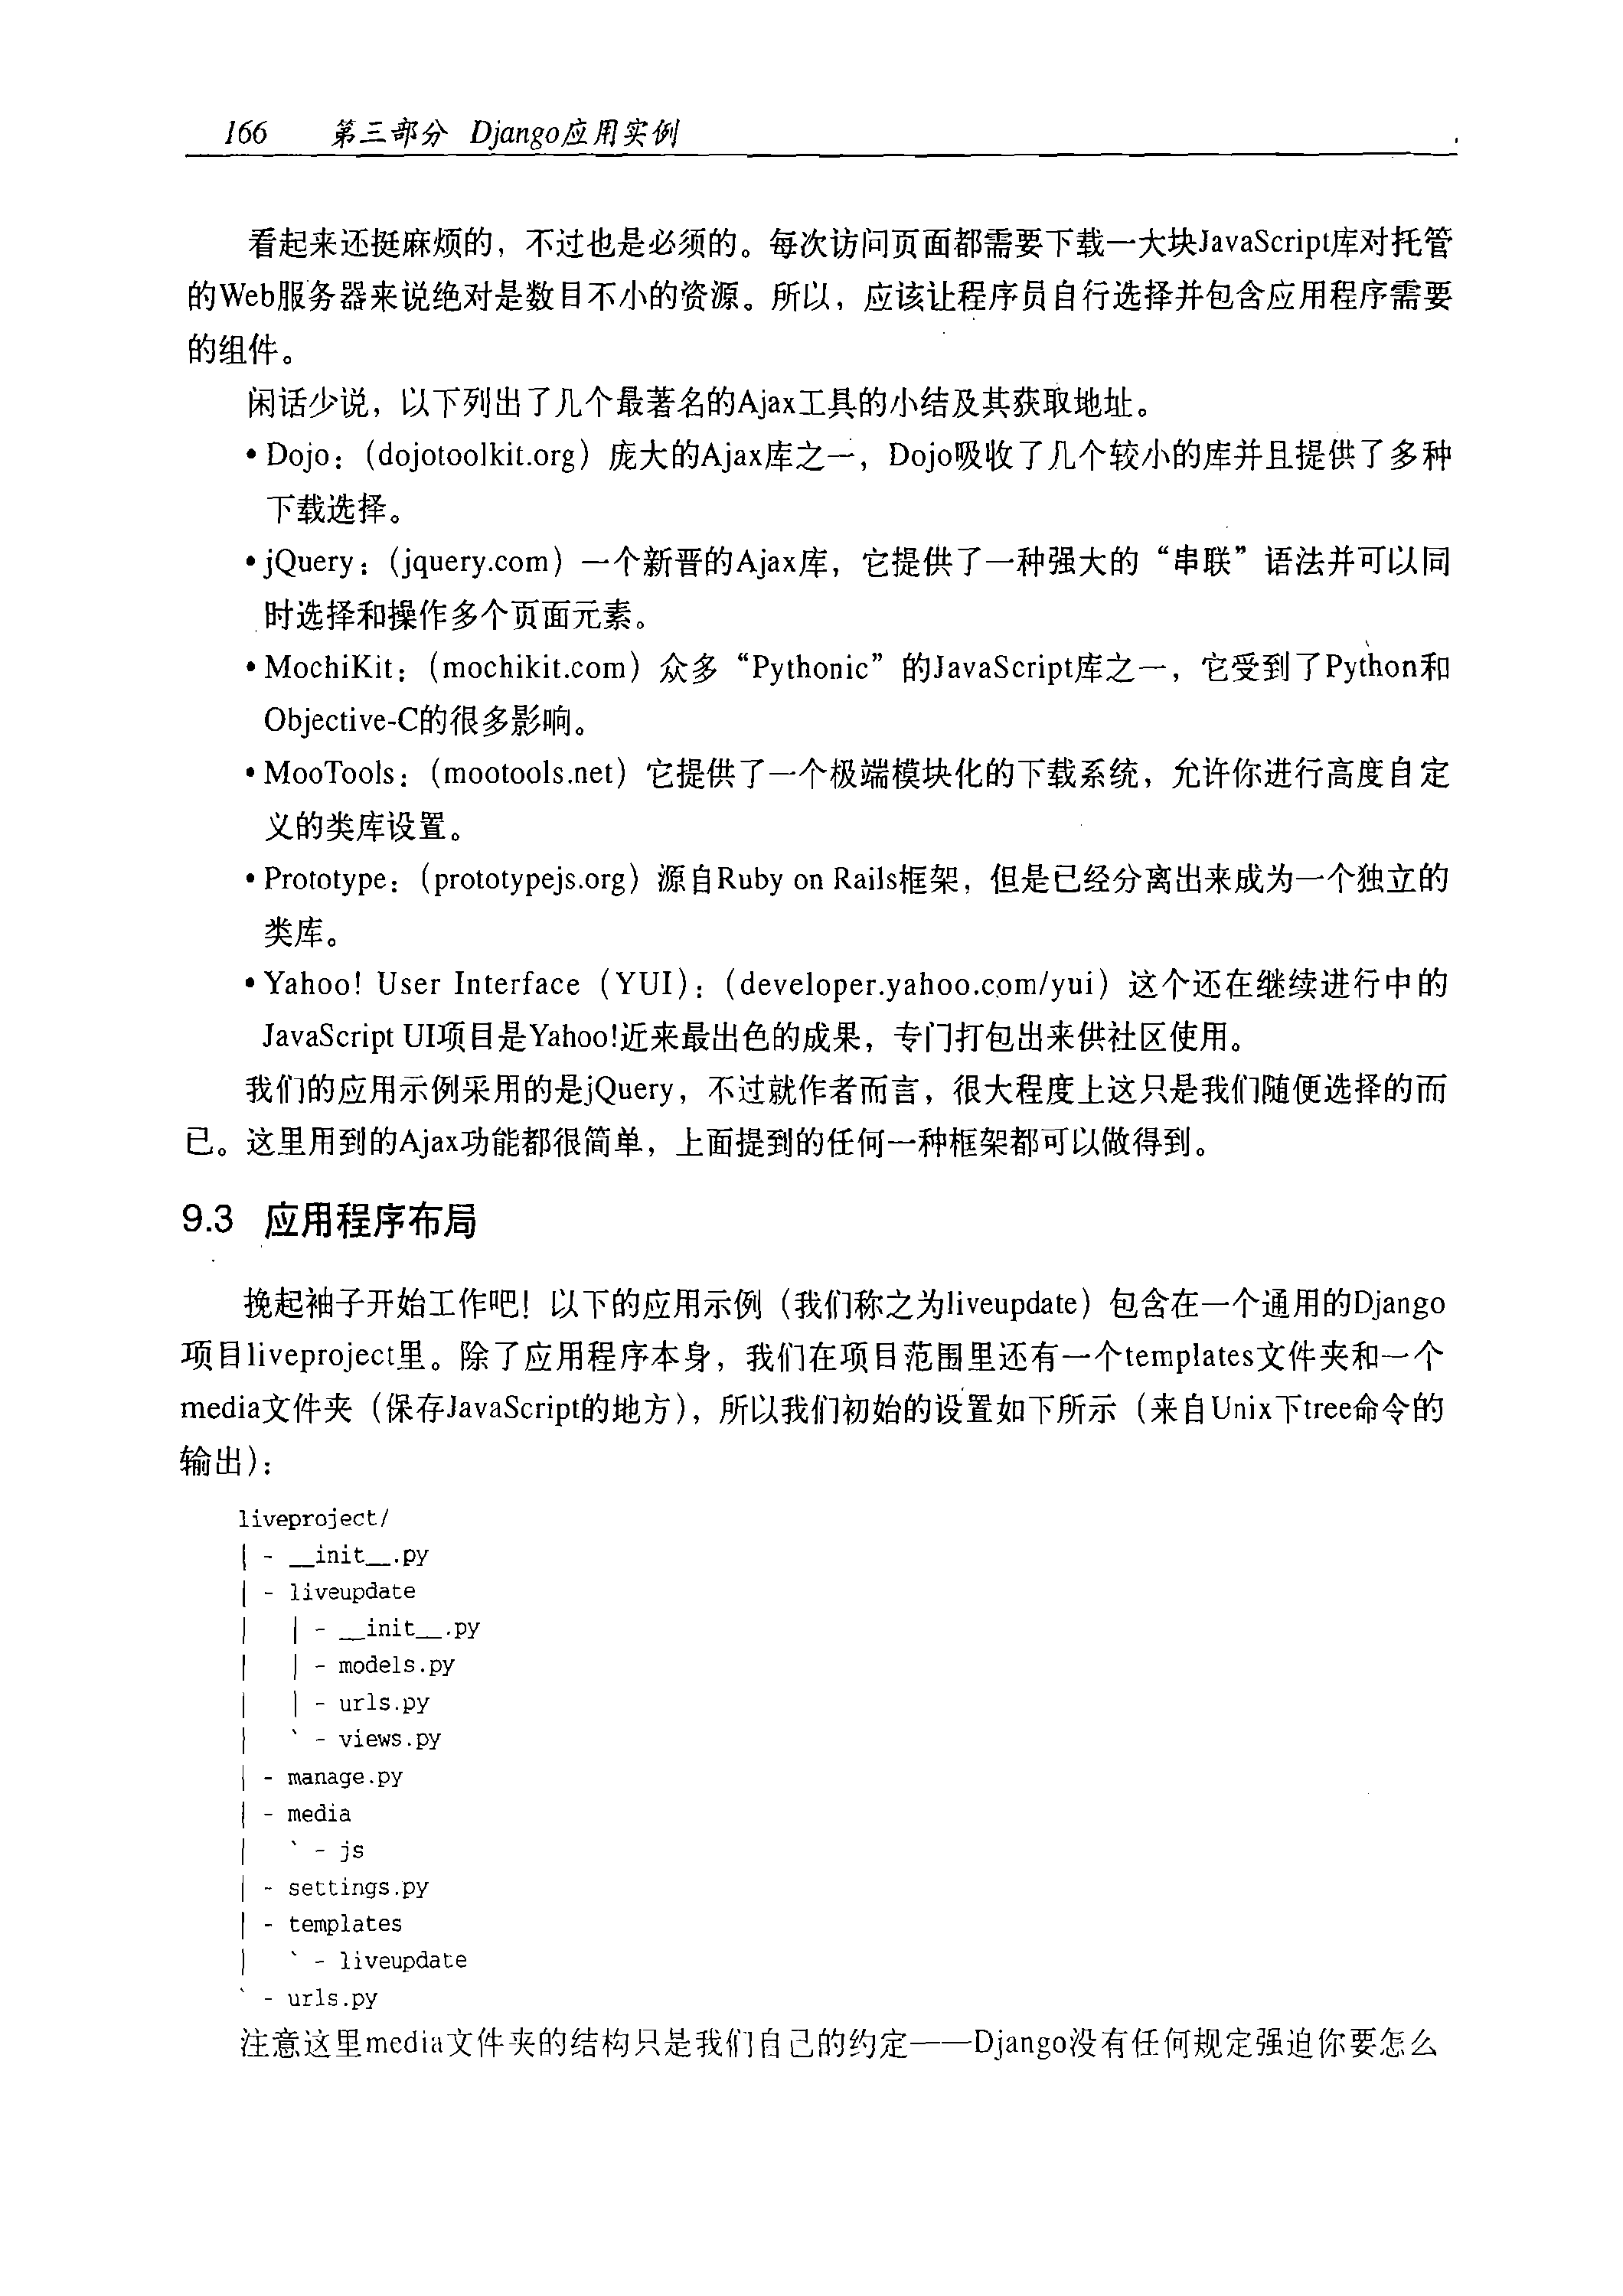 166 第三部分 Django应用实例
看起来还挺麻烦的，不过也是必须的。每次访问页面都需要下载一大块JavaScript库对托管
的Web服务器来说绝对是数目不小的资源。所以，应该让程序员自行选择并包含应用程序需要
的组件。
闲话少说，以下列出了几个最著名的Ajax工具的小结及其获取地址。
•Dojo：（dojotoolkit.org）庞大的Ajax库之一，Dojo吸收了几个较小的库并且提供了多种
下载选择。
•jQuery：（jquery.com）一个新晋的Ajax库，它提供了一种强大的“串联”语法并可以同
时选择和操作多个页面元素。
•MochiKit：（mochikit.com）众多“Pythonic”的JavaScript库之一，它受到了Python和
Objective-C的很多影响。
•MooTools：（mootools.net）它提供了一个极端模块化的下载系统，允许你进行高度自定
义的类库设置。
•Prototype：（prototypejs.org）源自Ruby on Rails框架，但是已经分离出来成为一个独立的
类库。
•Yahoo! User Interface（YUI）：（developer.yahoo.com/yui）这个还在继续进行中的
JavaScript UI项目是Yahoo!近来最出色的成果，专门打包出来供社区使用。
我们的应用示例采用的是jQuery，不过就作者而言，很大程度上这只是我们随便选择的而
已。这里用到的Ajax功能都很简单，上面提到的任何一种框架都可以做得到。
9.3 应用程序布局
挽起袖子开始工作吧！以下的应用示例（我们称之为liveupdate）包含在一个通用的Django
项目liveproject里。除了应用程序本身，我们在项目范围里还有一个templates文件夹和一个
media文件夹（保存JavaScript的地方），所以我们初始的设置如下所示（来自Unix下tree命令的
输出）：
liveproject/
| - __init__.py
| - liveupdate
|   | - __init__.py
|   | - models.py
|   | - urls.py
|   ` - views.py
| - manage.py
| - media
|   ` - js
| - settings.py
| - templates
|   ` - liveupdate
` - urls.py
注意这里media文件夹的结构只是我们自己的约定——Django没有任何规定强迫你要怎么